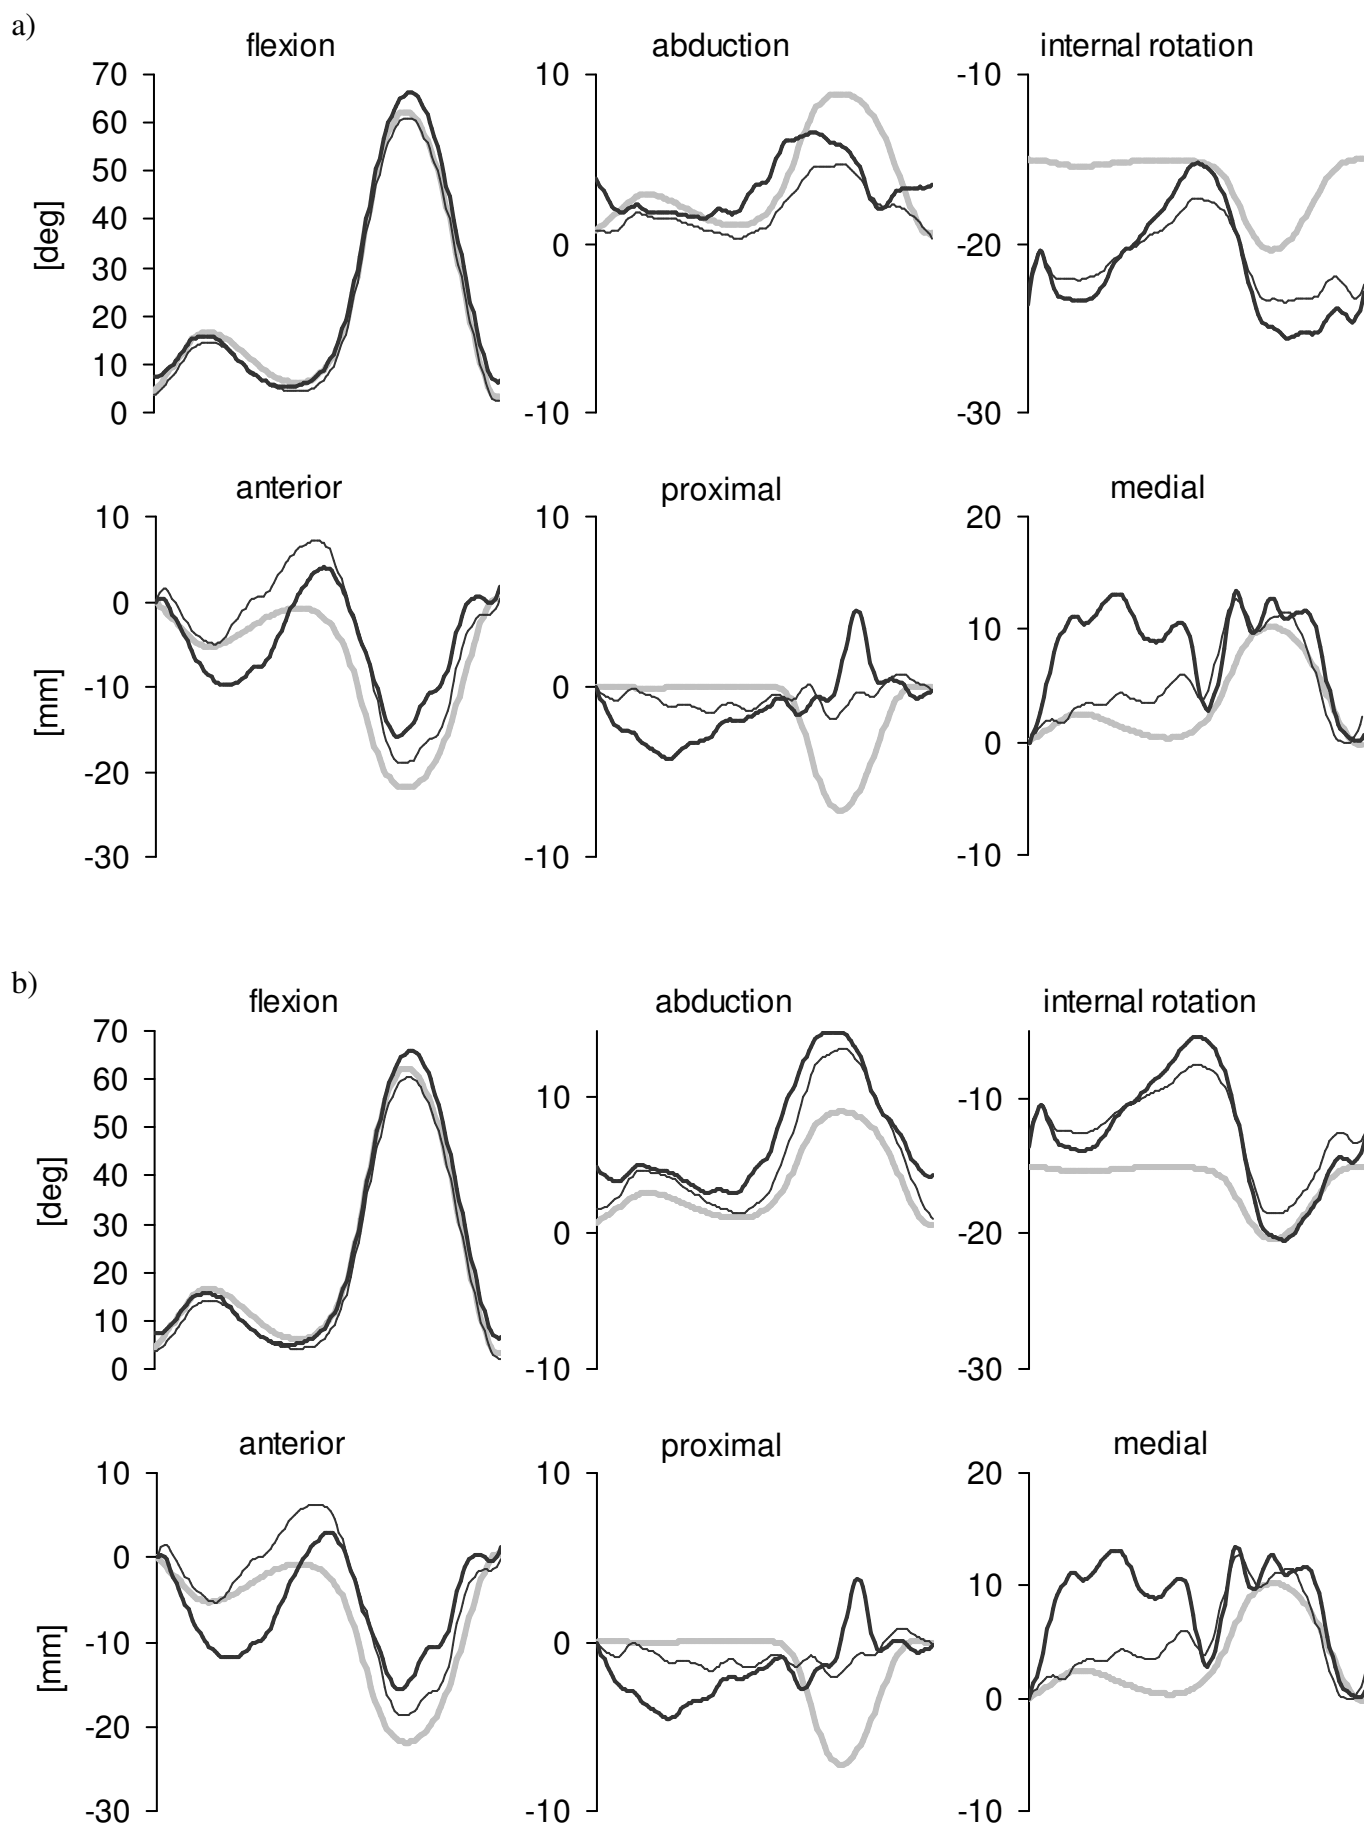 a)
flexion abduction internal rotation
70 10 -10
60
50
40 0 -20
30
20
10
0 -10 -30
[deg]
anterior proximal medial
10 10 20
0 10
-10 0 0
-20
-30 -10 -10
[mm]
b)
flexion abduction internal rotation
70
60 10 -10
50
40
30 0 -20
20
10
0 -10 -30
[deg]
anterior proximal medial
10 10 20
0 10
-10 0 0
-20
-30 -10 -10
[mm]